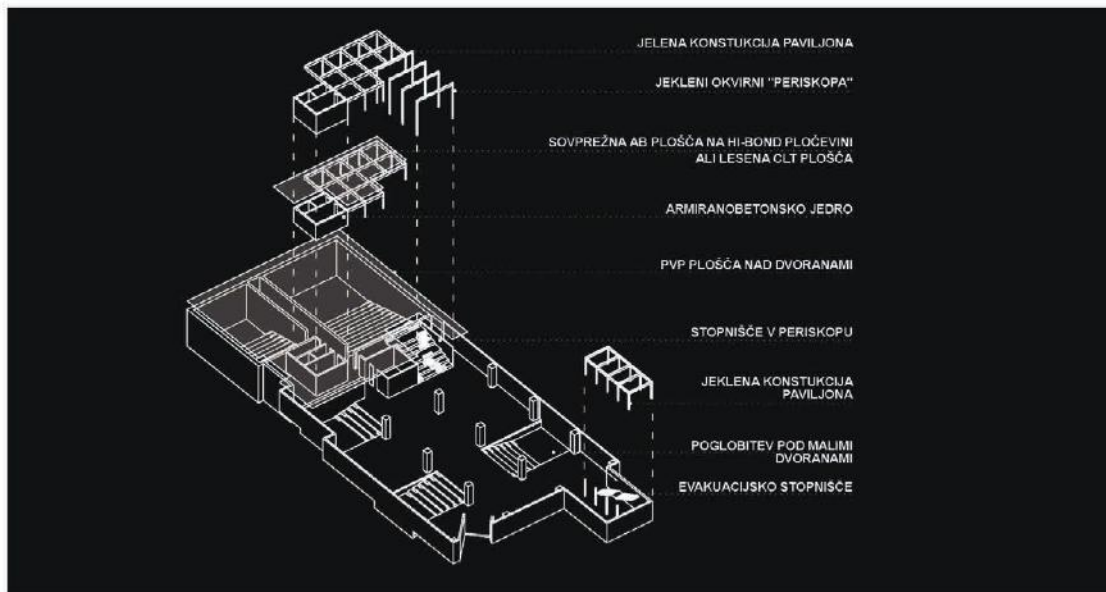 JELENA KONSTUKCIJA PAVILJONA
JEKLENI OKVIRNI "PERISKOPA"
SOVPREŽNA AB PLOŠČA NA HI-BOND PLOČEVINI
ALI LESENA CLT PLOŠČA
ARMIRANOBETONSKO JEDRO
PVP PLOŠČA NAD DVORANAMI
STOPNIŠČE V PERISKOPU
JEKLENA KONSTUKCIJA
PAVILJONA
POGLOBITEV POD MALIMI
DVORANAMI
EVAKUACIJSKO STOPNIŠČE